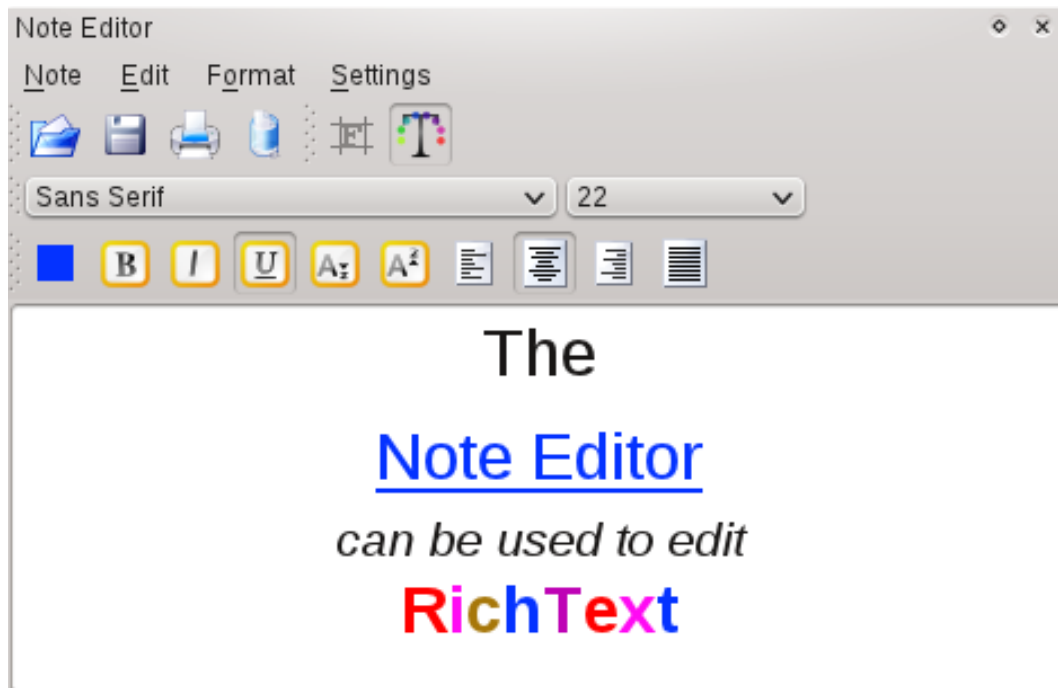 Note Editor
Note Edit Format Settings
Sans Serif 22
B I U A A
The
Note Editor
can be used to edit
RichText